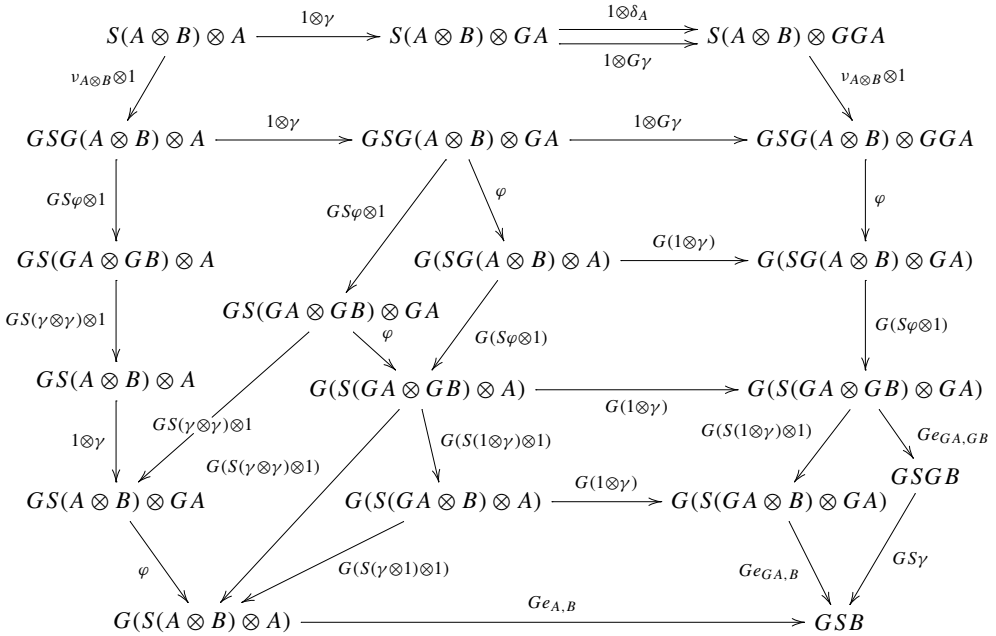 1⊗γ 1⊗δ_A
S(A ⊗ B) ⊗ A S(A ⊗ B) ⊗ GA S(A ⊗ B) ⊗ GGA
1⊗Gγ
ν_{A⊗B}⊗1 ν_{A⊗B}⊗1
1⊗γ 1⊗Gγ
GSG(A ⊗ B) ⊗ A GSG(A ⊗ B) ⊗ GA GSG(A ⊗ B) ⊗ GGA
GSφ⊗1 GSφ⊗1 φ φ
G(1⊗γ)
GS(GA ⊗ GB) ⊗ A G(SG(A ⊗ B) ⊗ A) G(SG(A ⊗ B) ⊗ GA)
GS(GA ⊗ GB) ⊗ GA
GS(γ⊗γ)⊗1 φ G(Sφ⊗1) G(Sφ⊗1)
GS(A ⊗ B) ⊗ A G(S(GA ⊗ GB) ⊗ A) G(S(GA ⊗ GB) ⊗ GA)
G(1⊗γ)
1⊗γ GS(γ⊗γ)⊗1 G(S(1⊗γ)⊗1) G(S(1⊗γ)⊗1) Ge_{GA,GB}
G(S(γ⊗γ)⊗1)
GSGB
G(1⊗γ)
GS(A ⊗ B) ⊗ GA G(S(GA ⊗ B) ⊗ A) G(S(GA ⊗ B) ⊗ GA)
φ G(S(γ⊗1)⊗1) Ge_{GA,B} GSγ
Ge_{A,B}
G(S(A ⊗ B) ⊗ A) GSB